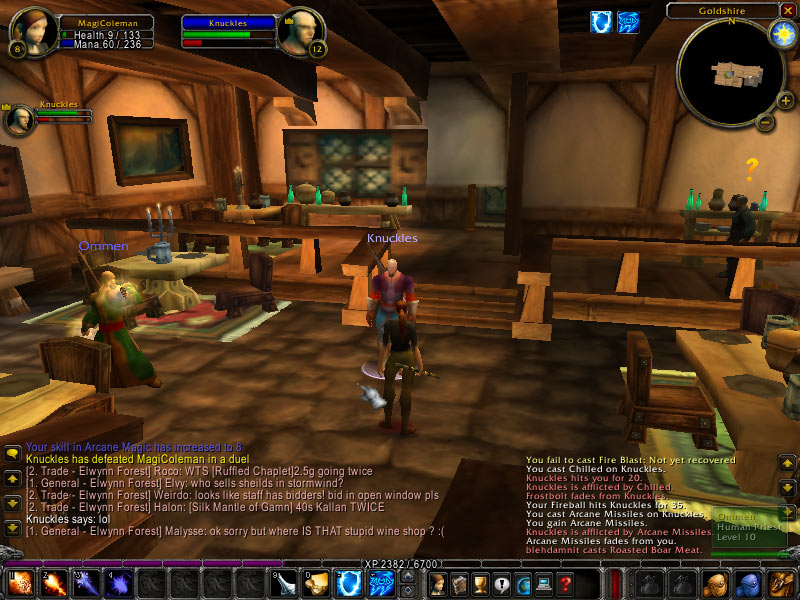 MagiColeman
Health 9 / 133
Mana 60 / 236
8
Knuckles
12
Goldshire
N
Knuckles
Ommen
Knuckles
?
Your skill in Arcane Magic has increased to 8.
Knuckles has defeated MagiColeman in a duel
[2. Trade - Elwynn Forest] Roco: WTS [Ruffled Chaplet]2.5g going twice
[1. General - Elwynn Forest] Elvy: who sells sheilds in stormwind?
[2. Trade - Elwynn Forest] Weirdo: looks like staff has bidders! bid in open window pls
[2. Trade - Elwynn Forest] Halon: [Silk Mantle of Gamn] 40s Kallan TWICE
Knuckles says: lol
[1. General - Elwynn Forest] Malysse: ok sorry but where IS THAT stupid wine shop ? :(
You fail to cast Fire Blast: Not yet recovered
You cast Chilled on Knuckles.
Knuckles hits you for 20.
Knuckles is afflicted by Chilled.
Frostbolt fades from Knuckles.
Your Fireball hits Knuckles for 35.
You cast Arcane Missiles on Knuckles.
You gain Arcane Missiles.
Knuckles is afflicted by Arcane Missiles.
Arcane Missiles fades from you.
blehdamnit casts Roasted Boar Meat.
Ommen
Human Priest
Level 10
XP 2382 / 6700